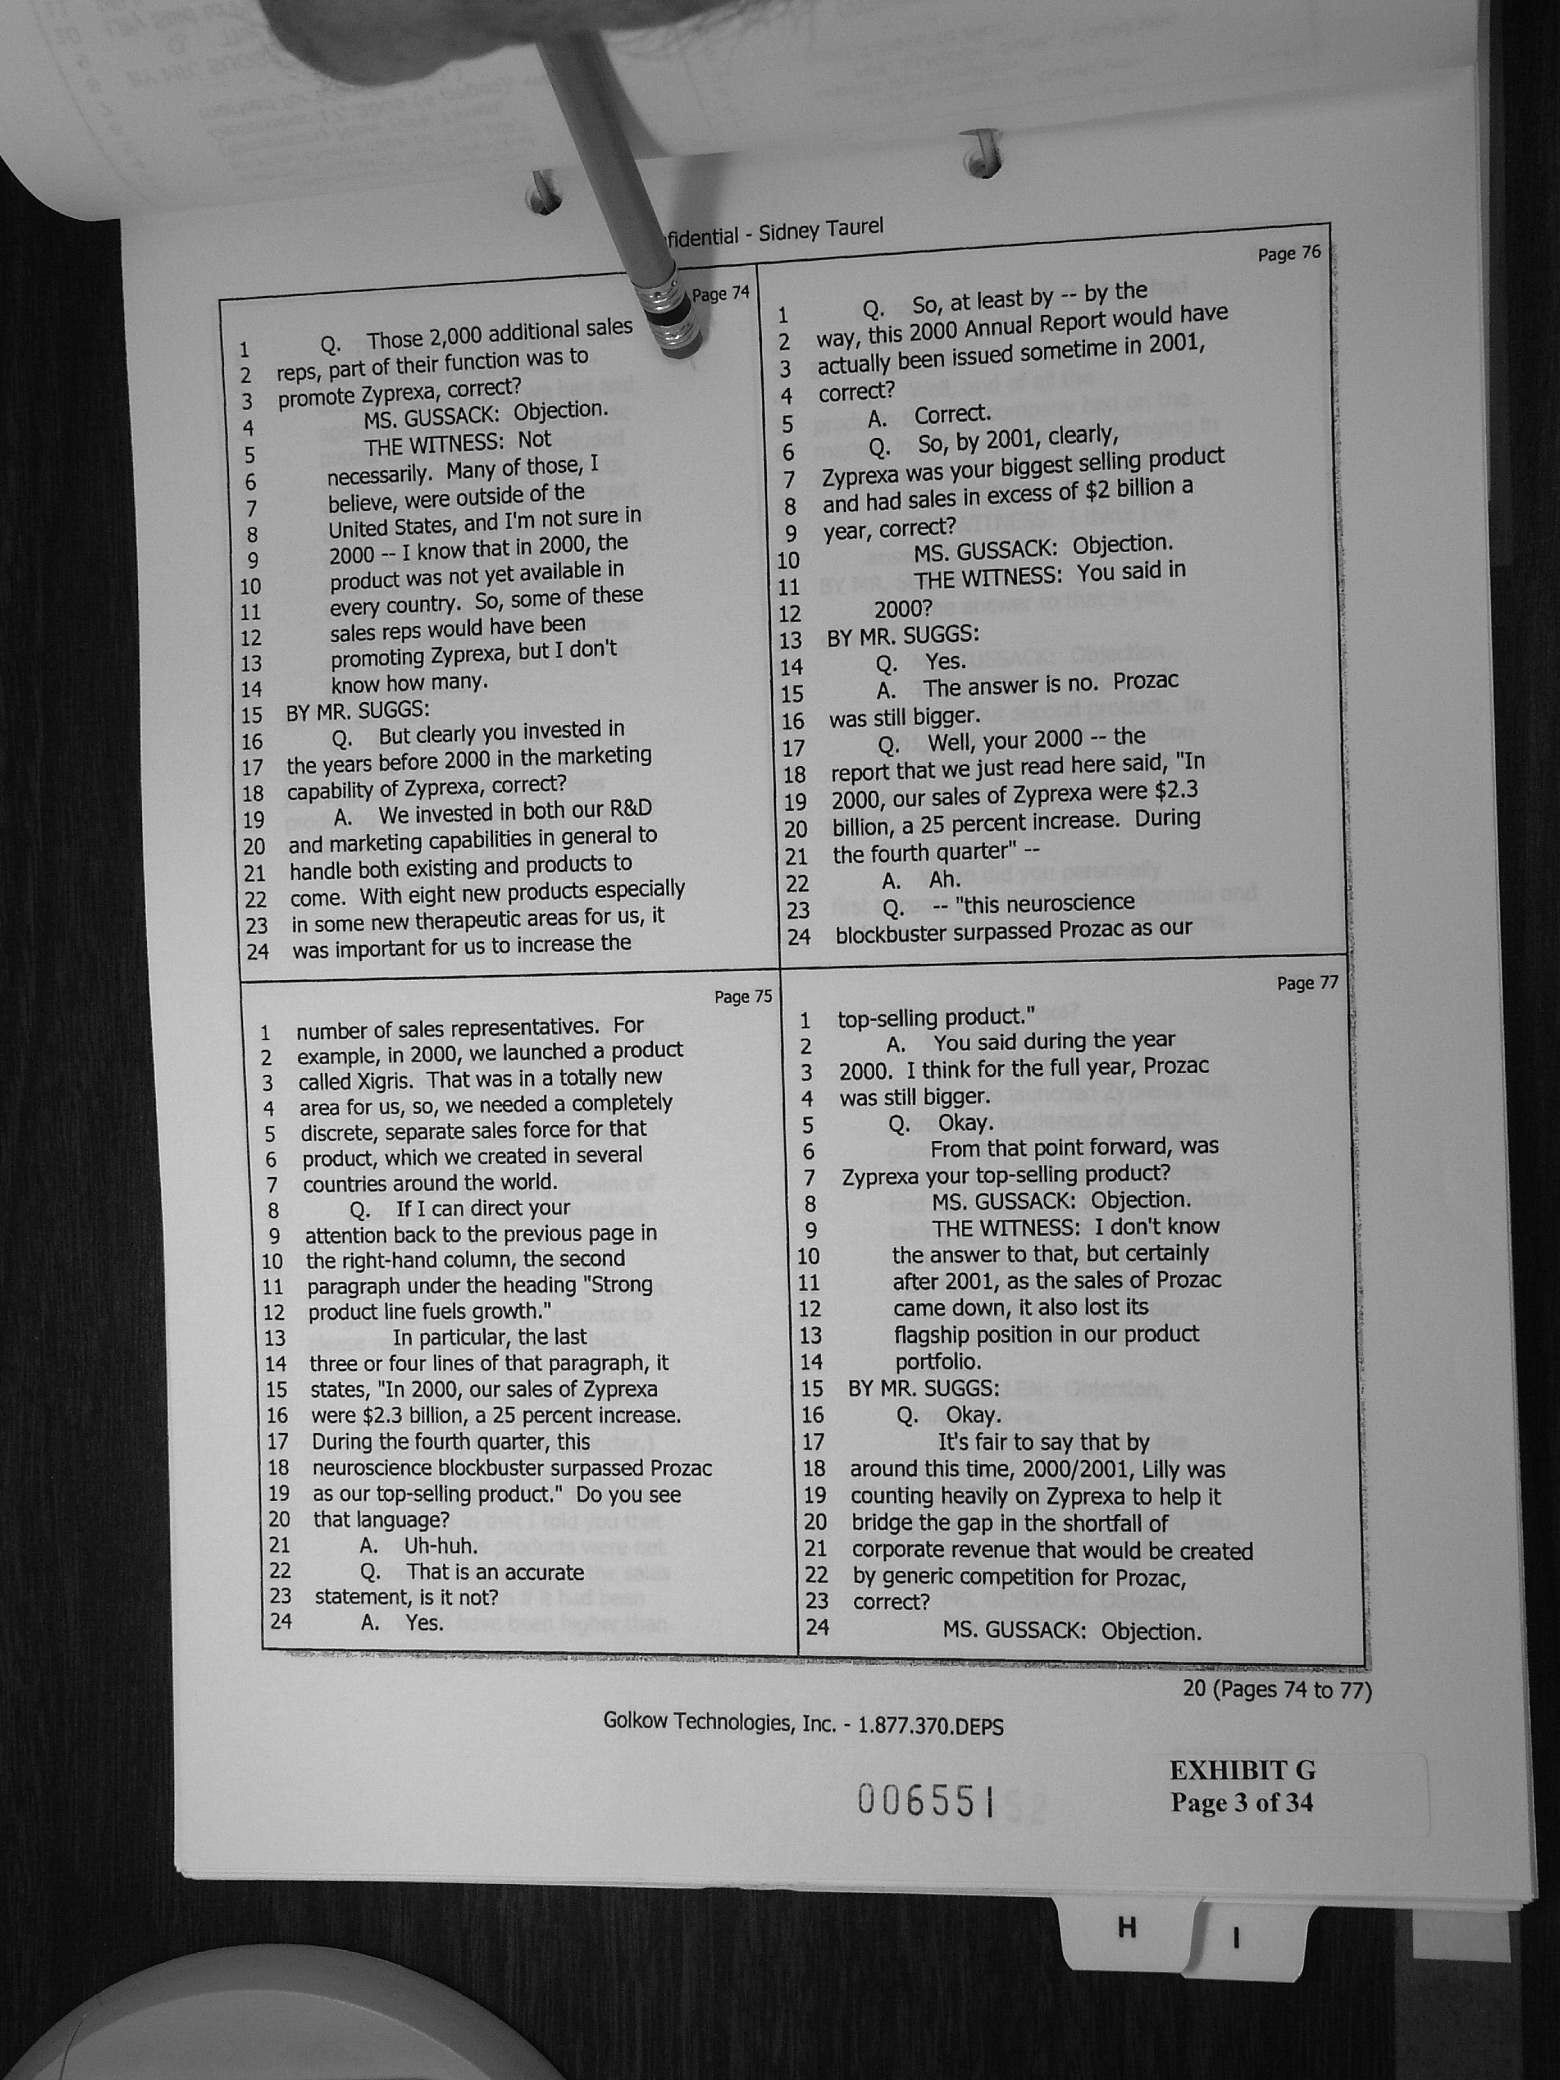 fidential - Sidney Taurel
Page 74
1 Q. Those 2,000 additional sales
2 reps, part of their function was to
3 promote Zyprexa, correct?
4 MS. GUSSACK: Objection.
5 THE WITNESS: Not
6 necessarily. Many of those, I
7 believe, were outside of the
8 United States, and I'm not sure in
9 2000 -- I know that in 2000, the
10 product was not yet available in
11 every country. So, some of these
12 sales reps would have been
13 promoting Zyprexa, but I don't
14 know how many.
15 BY MR. SUGGS:
16 Q. But clearly you invested in
17 the years before 2000 in the marketing
18 capability of Zyprexa, correct?
19 A. We invested in both our R&D
20 and marketing capabilities in general to
21 handle both existing and products to
22 come. With eight new products especially
23 in some new therapeutic areas for us, it
24 was important for us to increase the
Page 75
1 number of sales representatives. For
2 example, in 2000, we launched a product
3 called Xigris. That was in a totally new
4 area for us, so, we needed a completely
5 discrete, separate sales force for that
6 product, which we created in several
7 countries around the world.
8 Q. If I can direct your
9 attention back to the previous page in
10 the right-hand column, the second
11 paragraph under the heading "Strong
12 product line fuels growth."
13 In particular, the last
14 three or four lines of that paragraph, it
15 states, "In 2000, our sales of Zyprexa
16 were $2.3 billion, a 25 percent increase.
17 During the fourth quarter, this
18 neuroscience blockbuster surpassed Prozac
19 as our top-selling product." Do you see
20 that language?
21 A. Uh-huh.
22 Q. That is an accurate
23 statement, is it not?
24 A. Yes.
Page 76
1 Q. So, at least by -- by the
2 way, this 2000 Annual Report would have
3 actually been issued sometime in 2001,
4 correct?
5 A. Correct.
6 Q. So, by 2001, clearly,
7 Zyprexa was your biggest selling product
8 and had sales in excess of $2 billion a
9 year, correct?
10 MS. GUSSACK: Objection.
11 THE WITNESS: You said in
12 2000?
13 BY MR. SUGGS:
14 Q. Yes.
15 A. The answer is no. Prozac
16 was still bigger.
17 Q. Well, your 2000 -- the
18 report that we just read here said, "In
19 2000, our sales of Zyprexa were $2.3
20 billion, a 25 percent increase. During
21 the fourth quarter" --
22 A. Ah.
23 Q. -- "this neuroscience
24 blockbuster surpassed Prozac as our
Page 77
1 top-selling product."
2 A. You said during the year
3 2000. I think for the full year, Prozac
4 was still bigger.
5 Q. Okay.
6 From that point forward, was
7 Zyprexa your top-selling product?
8 MS. GUSSACK: Objection.
9 THE WITNESS: I don't know
10 the answer to that, but certainly
11 after 2001, as the sales of Prozac
12 came down, it also lost its
13 flagship position in our product
14 portfolio.
15 BY MR. SUGGS:
16 Q. Okay.
17 It's fair to say that by
18 around this time, 2000/2001, Lilly was
19 counting heavily on Zyprexa to help it
20 bridge the gap in the shortfall of
21 corporate revenue that would be created
22 by generic competition for Prozac,
23 correct?
24 MS. GUSSACK: Objection.
20 (Pages 74 to 77)
Golkow Technologies, Inc. - 1.877.370.DEPS
006551
EXHIBIT G
Page 3 of 34
H
I